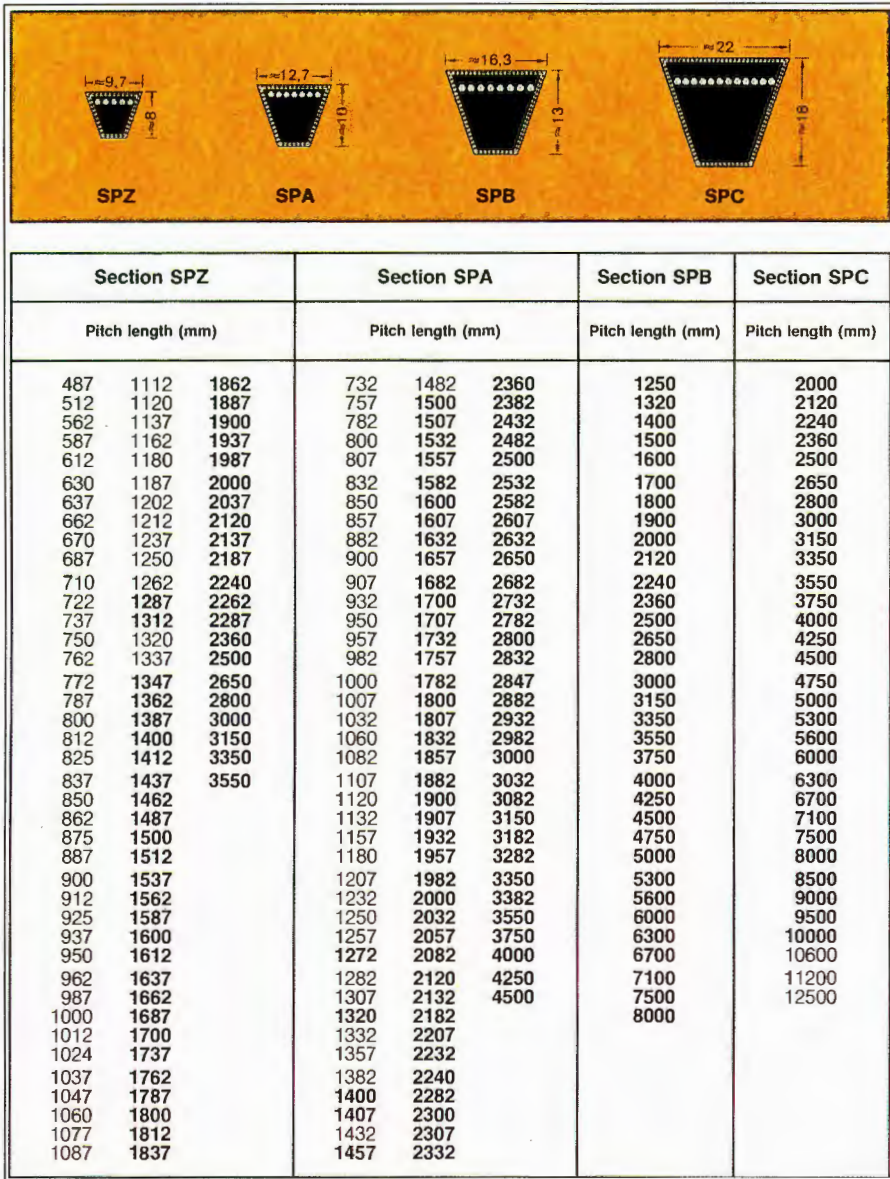 ≈9,7 ≈12,7 ≈16,3 ≈22
≈8 ≈10 ≈13 ≈18
SPZ SPA SPB SPC
Section SPZ Section SPA Section SPB Section SPC
Pitch length (mm) Pitch length (mm) Pitch length (mm) Pitch length (mm)
487 1112 1862 732 1482 2360 1250 2000
512 1120 1887 757 1500 2382 1320 2120
562 1137 1900 782 1507 2432 1400 2240
587 1162 1937 800 1532 2482 1500 2360
612 1180 1987 807 1557 2500 1600 2500
630 1187 2000 832 1582 2532 1700 2650
637 1202 2037 850 1600 2582 1800 2800
662 1212 2120 857 1607 2607 1900 3000
670 1237 2137 882 1632 2632 2000 3150
687 1250 2187 900 1657 2650 2120 3350
710 1262 2240 907 1682 2682 2240 3550
722 1287 2262 932 1700 2732 2360 3750
737 1312 2287 950 1707 2782 2500 4000
750 1320 2360 957 1732 2800 2650 4250
762 1337 2500 982 1757 2832 2800 4500
772 1347 2650 1000 1782 2847 3000 4750
787 1362 2800 1007 1800 2882 3150 5000
800 1387 3000 1032 1807 2932 3350 5300
812 1400 3150 1060 1832 2982 3550 5600
825 1412 3350 1082 1857 3000 3750 6000
837 1437 3550 1107 1882 3032 4000 6300
850 1462 1120 1900 3082 4250 6700
862 1487 1132 1907 3150 4500 7100
875 1500 1157 1932 3182 4750 7500
887 1512 1180 1957 3282 5000 8000
900 1537 1207 1982 3350 5300 8500
912 1562 1232 2000 3382 5600 9000
925 1587 1250 2032 3550 6000 9500
937 1600 1257 2057 3750 6300 10000
950 1612 1272 2082 4000 6700 10600
962 1637 1282 2120 4250 7100 11200
987 1662 1307 2132 4500 7500 12500
1000 1687 1320 2182 8000
1012 1700 1332 2207
1024 1737 1357 2232
1037 1762 1382 2240
1047 1787 1400 2282
1060 1800 1407 2300
1077 1812 1432 2307
1087 1837 1457 2332